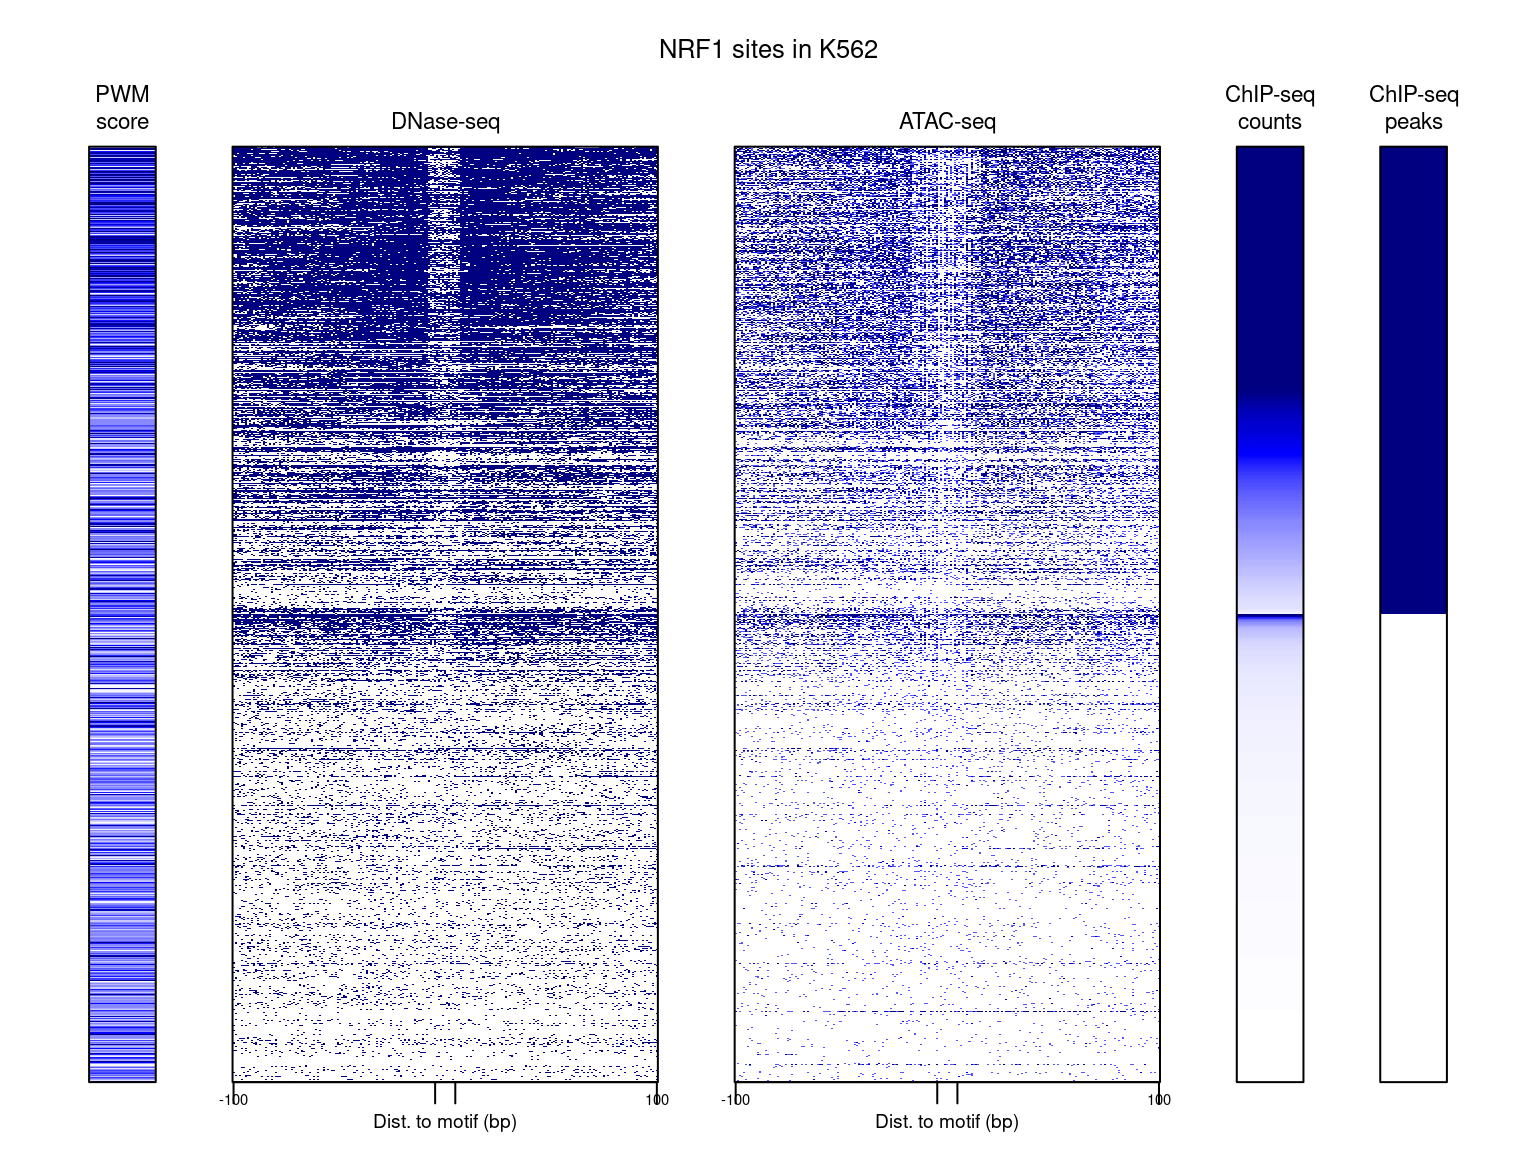 NRF1 sites in K562
PWM
score
DNase-seq
ATAC-seq
ChIP-seq
counts
ChIP-seq
peaks
-100
100
Dist. to motif (bp)
-100
100
Dist. to motif (bp)